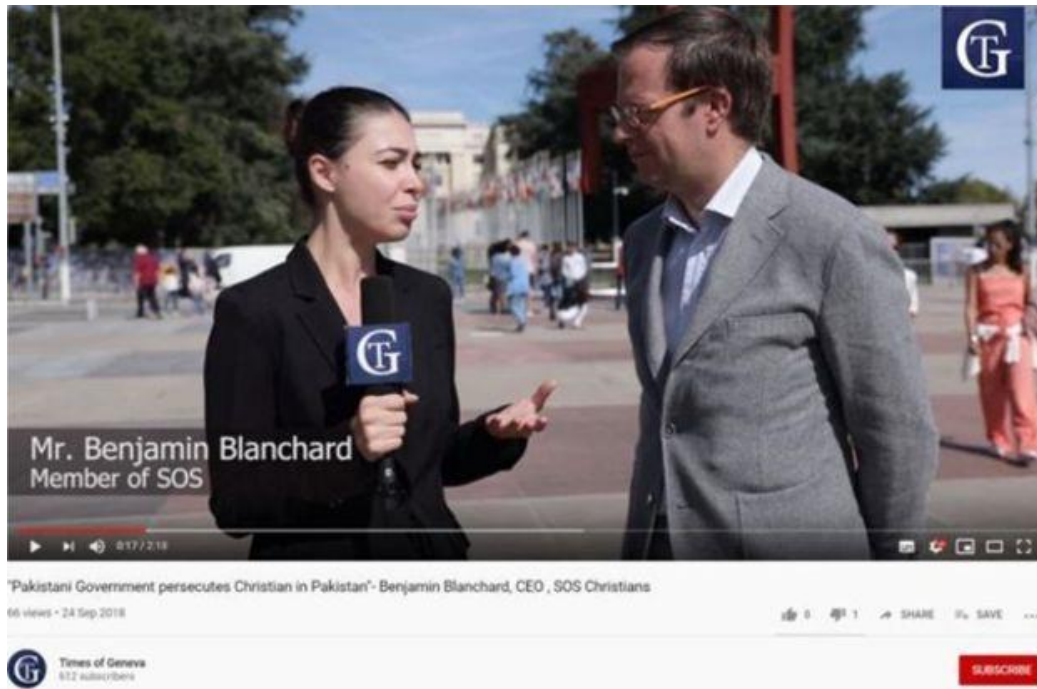 TG
TG
Mr. Benjamin Blanchard
Member of SOS
0:17 / 2:18
"Pakistani Government persecutes Christian in Pakistan"- Benjamin Blanchard, CEO , SOS Christians
66 views • 24 Sep 2018
0
1
SHARE
SAVE
TG
Times of Geneva
612 subscribers
SUBSCRIBE